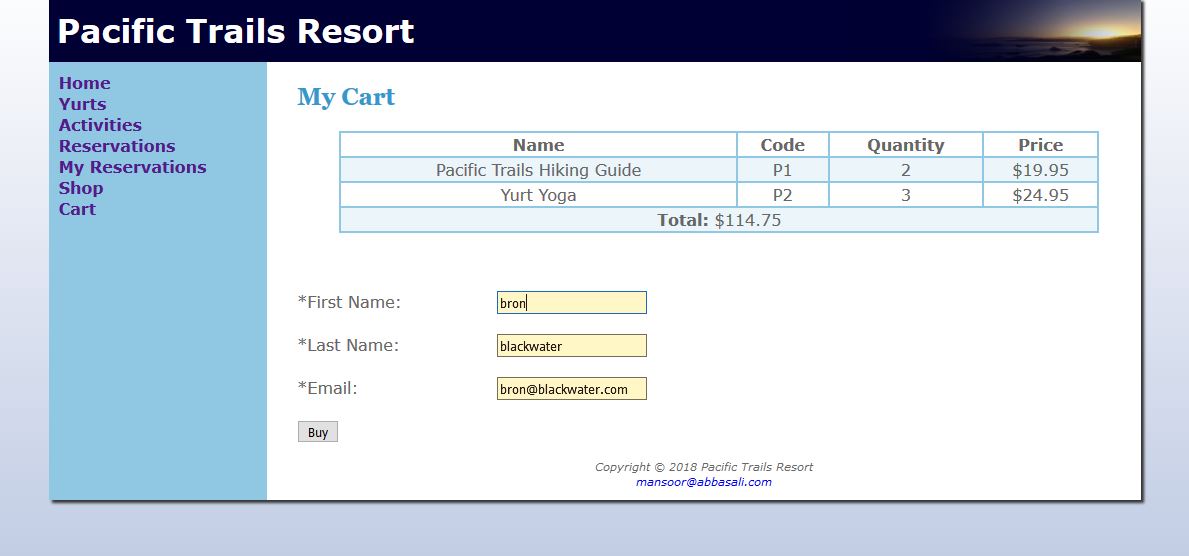 Pacific Trails Resort
Home
Yurts
Activities
Reservations
My Reservations
Shop
Cart
My Cart
Name Code Quantity Price
Pacific Trails Hiking Guide P1 2 $19.95
Yurt Yoga P2 3 $24.95
Total: $114.75
*First Name: bron
*Last Name: blackwater
*Email: bron@blackwater.com
Buy
Copyright © 2018 Pacific Trails Resort
mansoor@abbasali.com